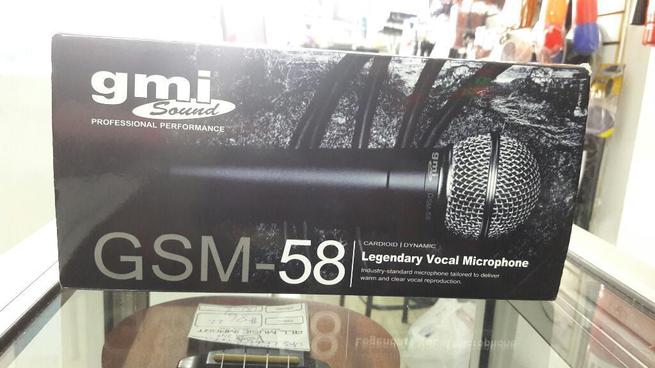 gmi
Sound
PROFESSIONAL PERFORMANCE
gmi
GSM-58
CARDIOID | DYNAMIC
Legendary Vocal Microphone
Industry-standard microphone tailored to deliver
warm and clear vocal reproduction.